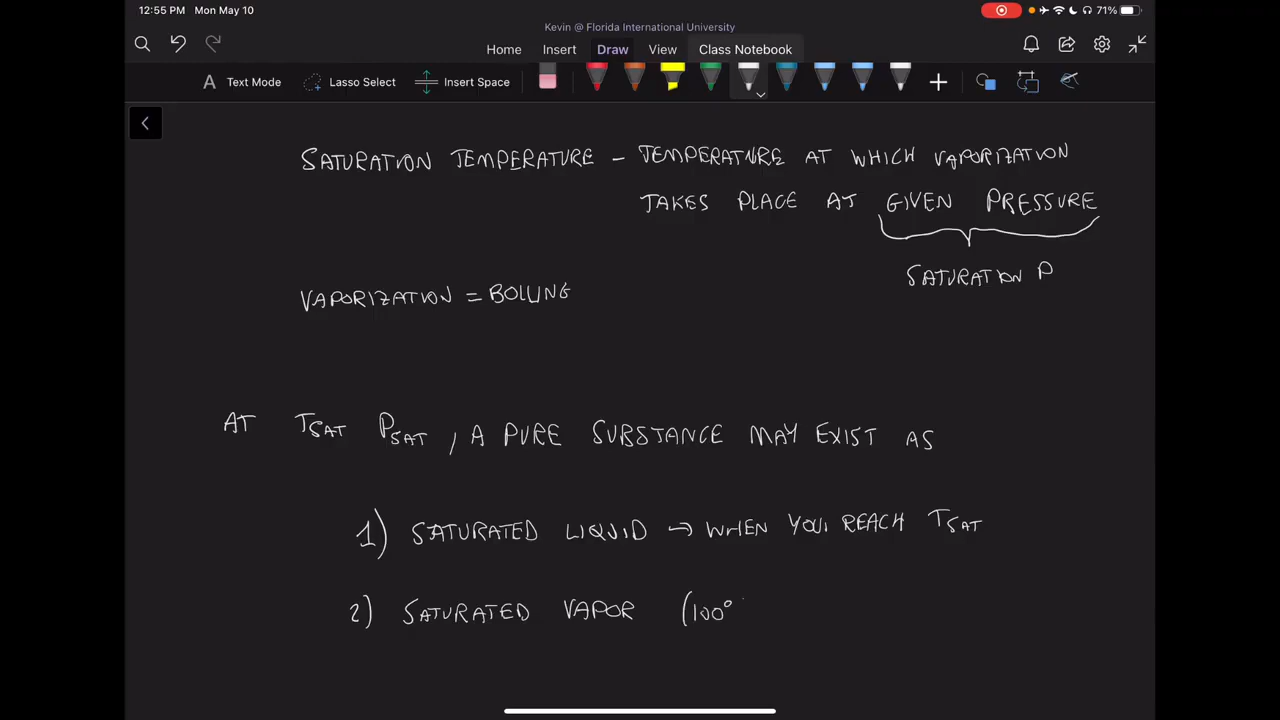 12:55 PM Mon May 10
71%
Kevin @ Florida International University
Home Insert Draw View Class Notebook
Text Mode Lasso Select Insert Space
SATURATION TEMPERATURE – TEMPERATURE AT WHICH VAPORIZATION
TAKES PLACE AT GIVEN PRESSURE
SATURATION P
VAPORIZATION = BOILING
AT TSAT PSAT, A PURE SUBSTANCE MAY EXIST AS
1) SATURATED LIQUID → WHEN YOU REACH TSAT
2) SATURATED VAPOR (100°